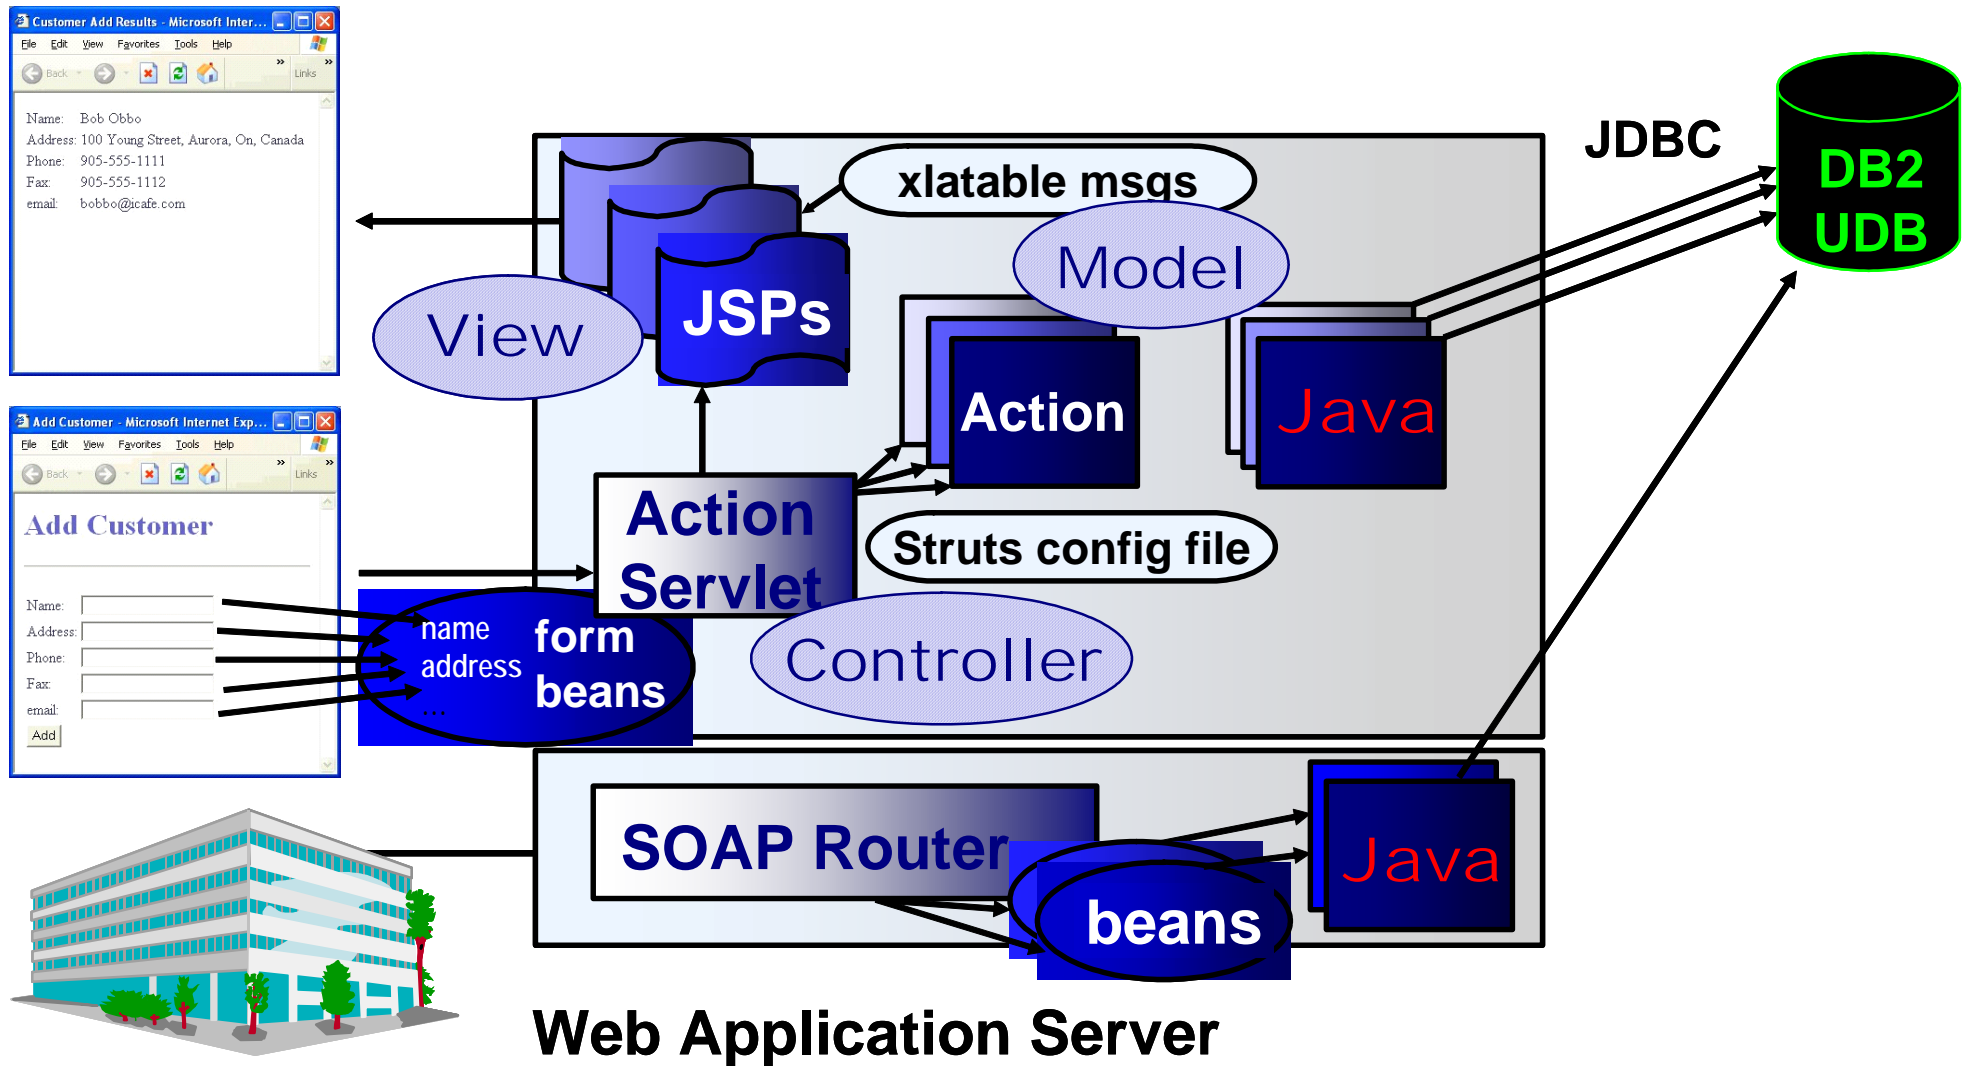 Customer Add Results - Microsoft Inter...
File Edit View Favorites Tools Help
Back
»
Links
»
Name: Bob Obbo
Address: 100 Young Street, Aurora, On, Canada
Phone: 905-555-1111
Fax: 905-555-1112
email: bobbo@icafe.com
Add Customer - Microsoft Internet Exp...
File Edit View Favorites Tools Help
Back
»
Links
»
Add Customer
Name:
Address:
Phone:
Fax:
email:
Add
xlatable msgs
Model
View
JSPs
Action
Java
JDBC
DB2
UDB
Action
Servlet
Struts config file
Controller
name
address
...
form
beans
SOAP Router
beans
Java
Web Application Server